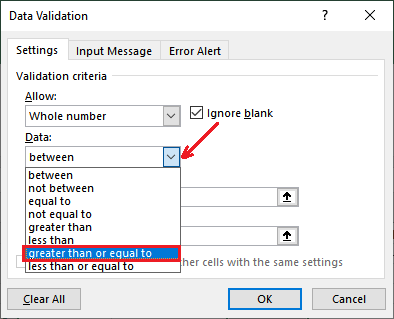 Data Validation
Settings Input Message Error Alert
Validation criteria
Allow:
Whole number
Ignore blank
Data:
between
between
not between
equal to
not equal to
greater than
less than
greater than or equal to
less than or equal to
her cells with the same settings
Clear All OK Cancel